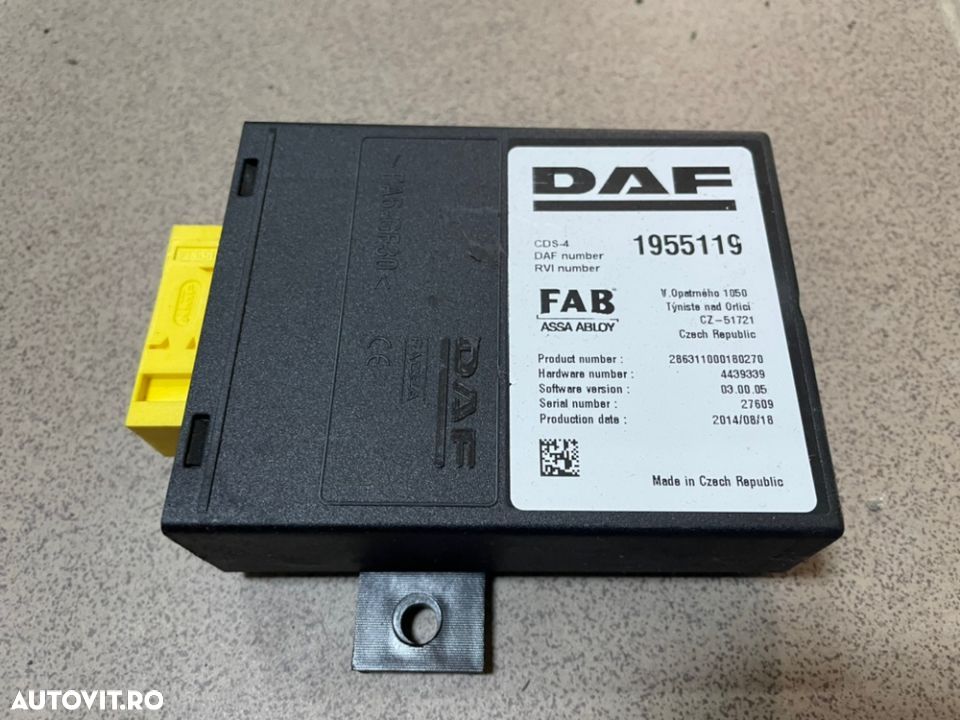 DAF
CDS-4
DAF number 1955119
RVI number
FAB
ASSA ABLOY
V.Opatrného 1050
Týniste nad Orlicí
CZ-51721
Czech Republic
Product number : 286311000180270
Hardware number : 4439339
Software version : 03.00.05
Serial number : 27609
Production date : 2014/08/18
Made in Czech Republic
CE
DAF
AUTOVIT.RO